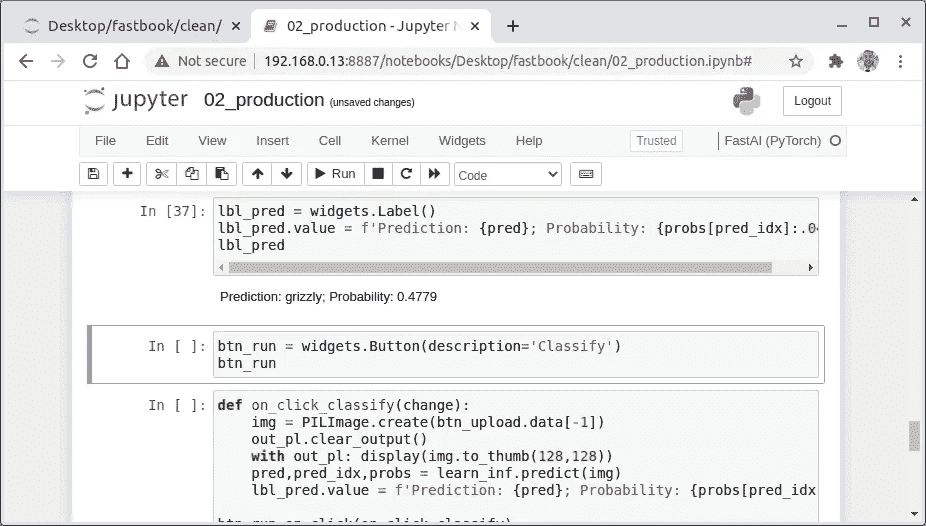 Desktop/fastbook/clean/
02_production - Jupyter N
Not secure
192.168.0.13:8887/notebooks/Desktop/fastbook/clean/02_production.ipynb#
jupyter 02_production (unsaved changes)
Logout
File Edit View Insert Cell Kernel Widgets Help
Trusted
FastAI (PyTorch)
Run
Code
In [37]: lbl_pred = widgets.Label()
lbl_pred.value = f'Prediction: {pred}; Probability: {probs[pred_idx]:.04
lbl_pred
Prediction: grizzly; Probability: 0.4779
In [ ]: btn_run = widgets.Button(description='Classify')
btn_run
In [ ]: def on_click_classify(change):
img = PILImage.create(btn_upload.data[-1])
out_pl.clear_output()
with out_pl: display(img.to_thumb(128,128))
pred,pred_idx,probs = learn_inf.predict(img)
lbl_pred.value = f'Prediction: {pred}; Probability: {probs[pred_idx
btn_run.on_click(on_click_classify)